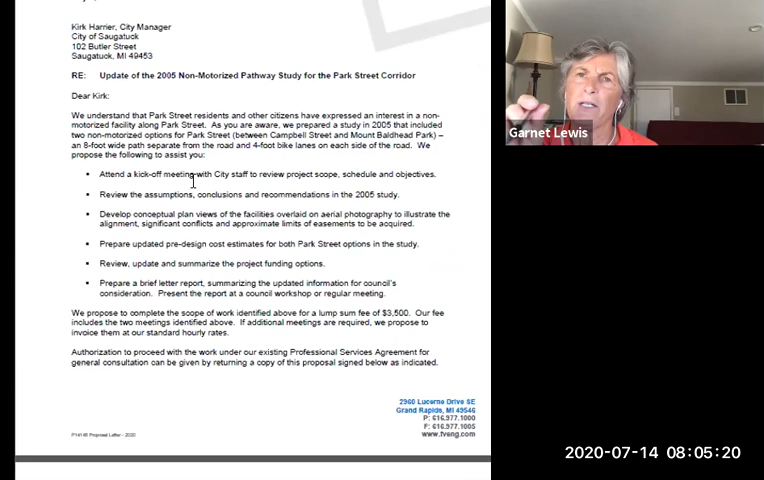 Kirk Harrier, City Manager
City of Saugatuck
102 Butler Street
Saugatuck, MI 49453
RE: Update of the 2005 Non-Motorized Pathway Study for the Park Street Corridor
Dear Kirk:
We understand that Park Street residents and other citizens have expressed an interest in a non-
motorized facility along Park Street. As you are aware, we prepared a study in 2005 that included
two non-motorized options for Park Street (between Campbell Street and Mount Baldhead Park) –
an 8-foot wide path separate from the road and 4-foot bike lanes on each side of the road. We
propose the following to assist you:
• Attend a kick-off meeting with City staff to review project scope, schedule and objectives.
• Review the assumptions, conclusions and recommendations in the 2005 study.
• Develop conceptual plan views of the facilities overlaid on aerial photography to illustrate the
alignment, significant conflicts and approximate limits of easements to be acquired.
• Prepare updated pre-design cost estimates for both Park Street options in the study.
• Review, update and summarize the project funding options.
• Prepare a brief letter report, summarizing the updated information for council's
consideration. Present the report at a council workshop or regular meeting.
We propose to complete the scope of work identified above for a lump sum fee of $3,500. Our fee
includes the two meetings identified above. If additional meetings are required, we propose to
invoice them at our standard hourly rates.
Authorization to proceed with the work under our existing Professional Services Agreement for
general consultation can be given by returning a copy of this proposal signed below as indicated.
2960 Lucerne Drive SE
Grand Rapids, MI 49546
P: 616.977.1000
F: 616.977.1005
www.fveng.com
Proposal Letter - 2020
Garnet Lewis
2020-07-14 08:05:20